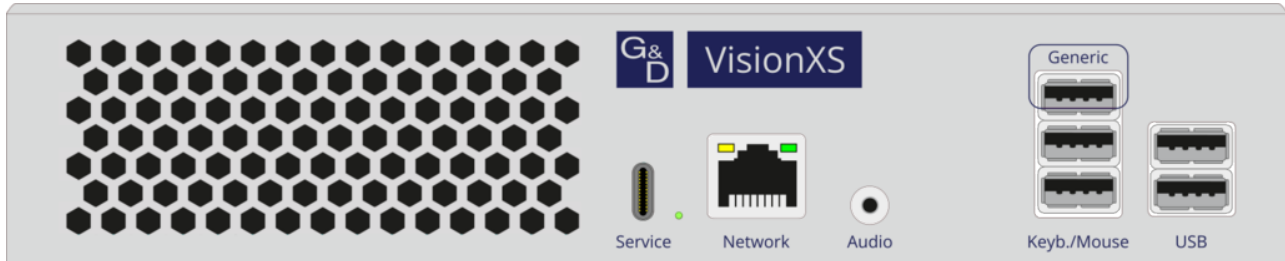 G&D
VisionXS
Generic
Service
Network
Audio
Keyb./Mouse
USB